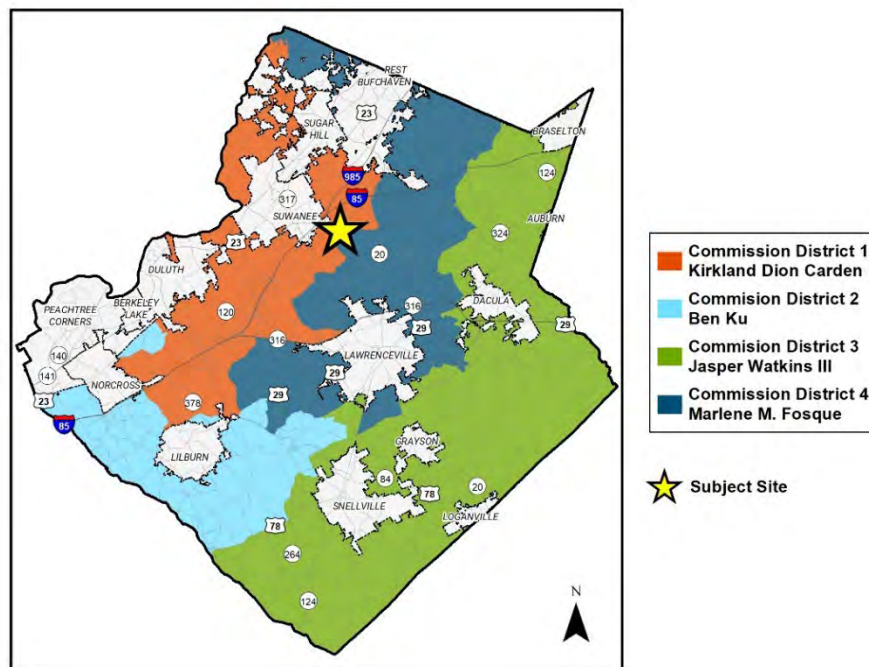 REST
BUFCHAVEN
23
SUGAR
HILL
BRASELTON
985
124
85
317
SUWANEE
AUBURN
23
324
20
DULUTH
BERKELEY
LAKE
PEACHTREE
CORNERS
DACULA
316
120
29
29
316
140
LAWRENCEVILLE
141
NORCROSS
29
23
29
378
85
LILBURN
GRAYSON
84
78
20
SNELLVILLE
LOGANVILLE
78
264
124
N
Commission District 1
Kirkland Dion Carden
Commision District 2
Ben Ku
Commision District 3
Jasper Watkins III
Commision District 4
Marlene M. Fosque
Subject Site